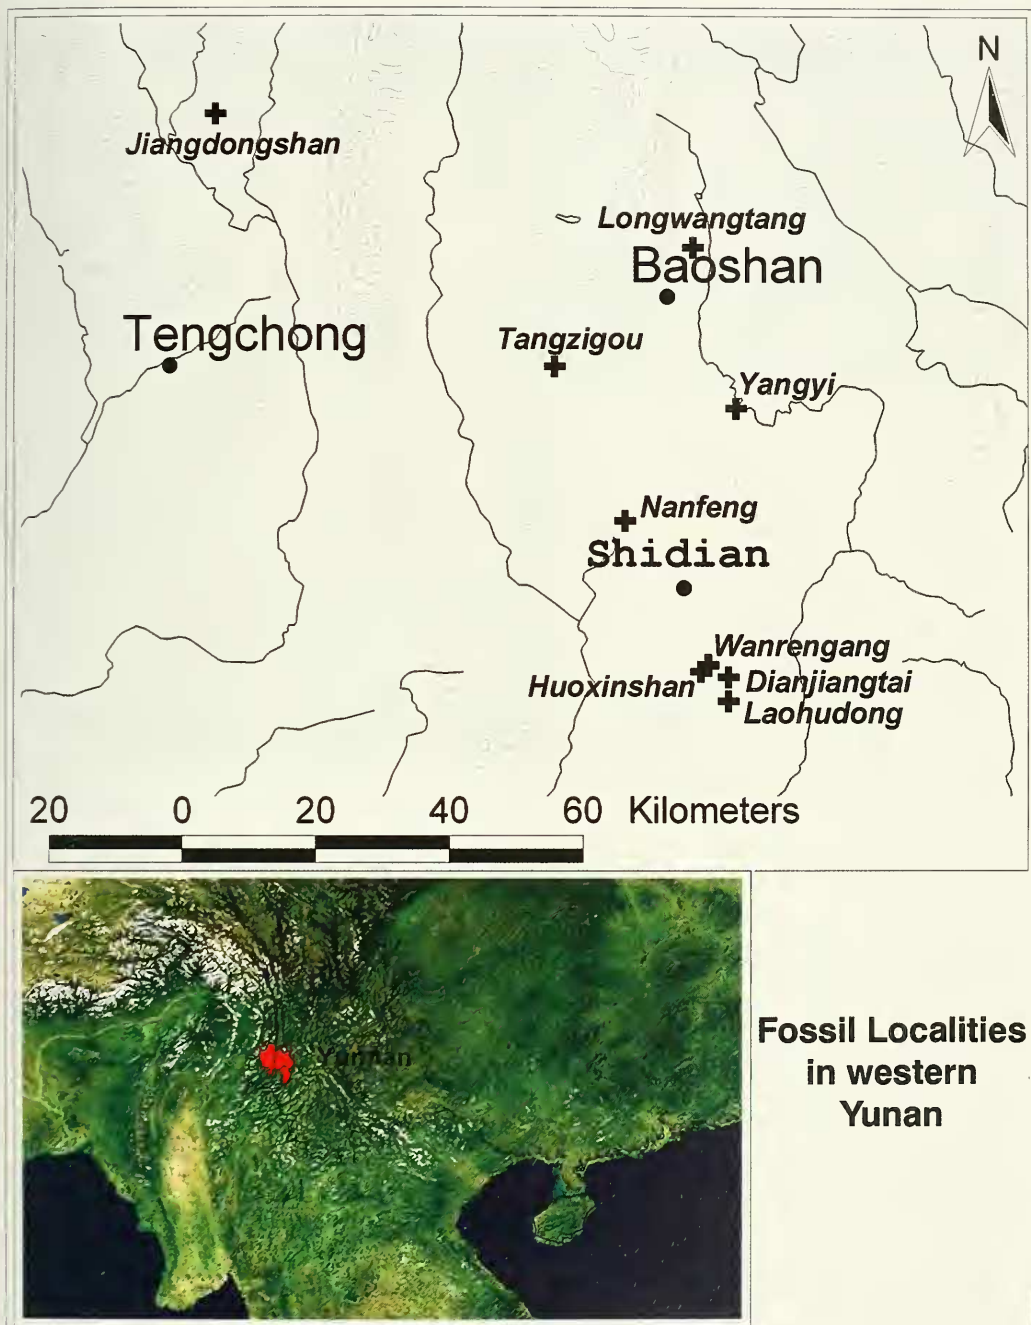 N
Jiangdongshan
Longwangtang
Baoshan
Tengchong
Tangzigou
Yangyi
Nanfeng
Shidian
Wanrengang
Huoxinshan
Dianjiangtai
Laohudong
20 0 20 40 60 Kilometers
Yunnan
Fossil Localities
in western
Yunan